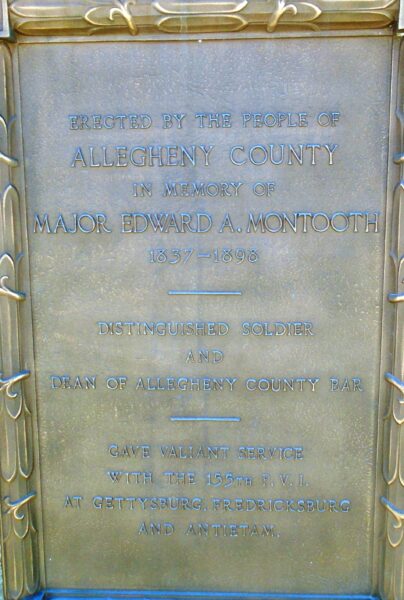 ERECTED BY THE PEOPLE OF
ALLEGHENY COUNTY
IN MEMORY OF
MAJOR EDWARD A. MONTOOTH
1837-1898
DISTINGUISHED SOLDIER
AND
DEAN OF ALLEGHENY COUNTY BAR
GAVE VALIANT SERVICE
WITH THE 155TH P. V. I.
AT GETTYSBURG, FREDRICKSBURG
AND ANTIETAM.